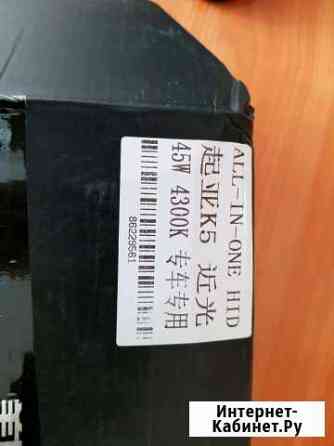 ALL-IN-ONE HID
起亚K5 近光
45W 4300K 专车专用
86229561
Интернет-
Кабинет.Ру